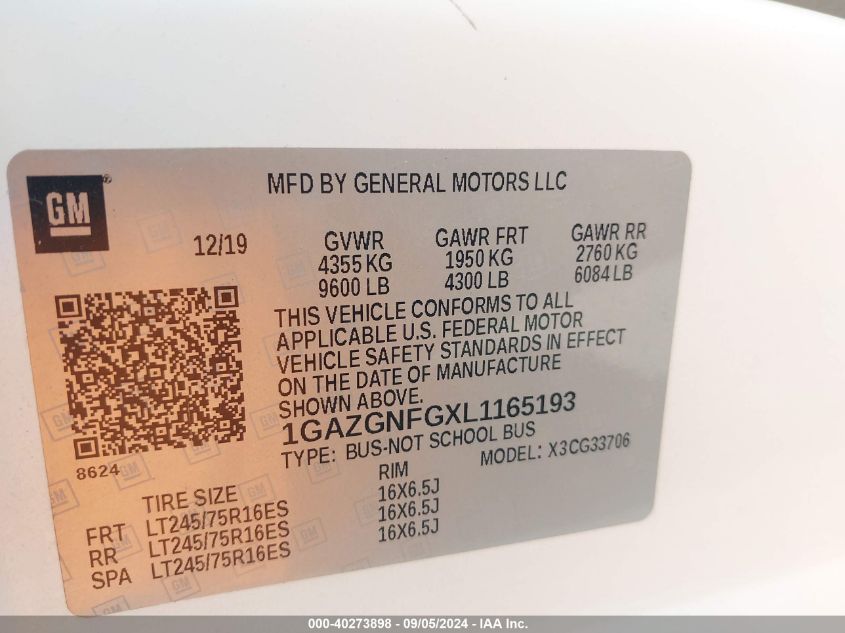 MFD BY GENERAL MOTORS LLC
GM®
12/19
GVWR
4355 KG
9600 LB
GAWR FRT
1950 KG
4300 LB
GAWR RR
2760 KG
6084 LB
THIS VEHICLE CONFORMS TO ALL
APPLICABLE U.S. FEDERAL MOTOR
VEHICLE SAFETY STANDARDS IN EFFECT
ON THE DATE OF MANUFACTURE
SHOWN ABOVE.
1GAZGNFGXL1165193
TYPE: BUS-NOT SCHOOL BUS
MODEL: X3CG33706
8624
TIRE SIZE RIM
FRT LT245/75R16ES 16X6.5J
RR LT245/75R16ES 16X6.5J
SPA LT245/75R16ES 16X6.5J
000-40273898 - 09/05/2024 - IAA Inc.